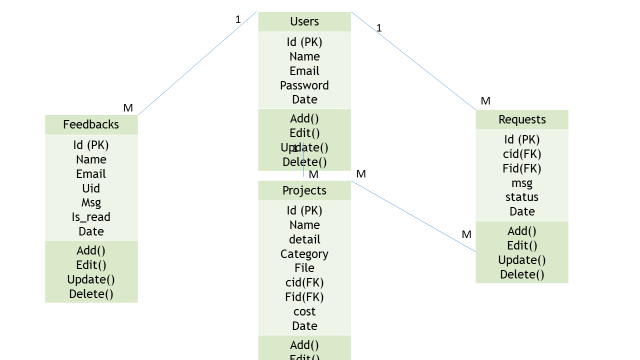 1
Users
1
Id (PK)
Name
Email
Password
Date
Add()
Edit()
Update()
Delete()
1
M
M
M
Feedbacks
Id (PK)
Name
Email
Uid
Msg
Is_read
Date
Add()
Edit()
Update()
Delete()
M
Requests
Id (PK)
cid(FK)
Fid(FK)
msg
status
Date
Add()
Edit()
Update()
Delete()
M
Projects
Id (PK)
Name
detail
Category
File
cid(FK)
Fid(FK)
cost
Date
Add()
Edit()